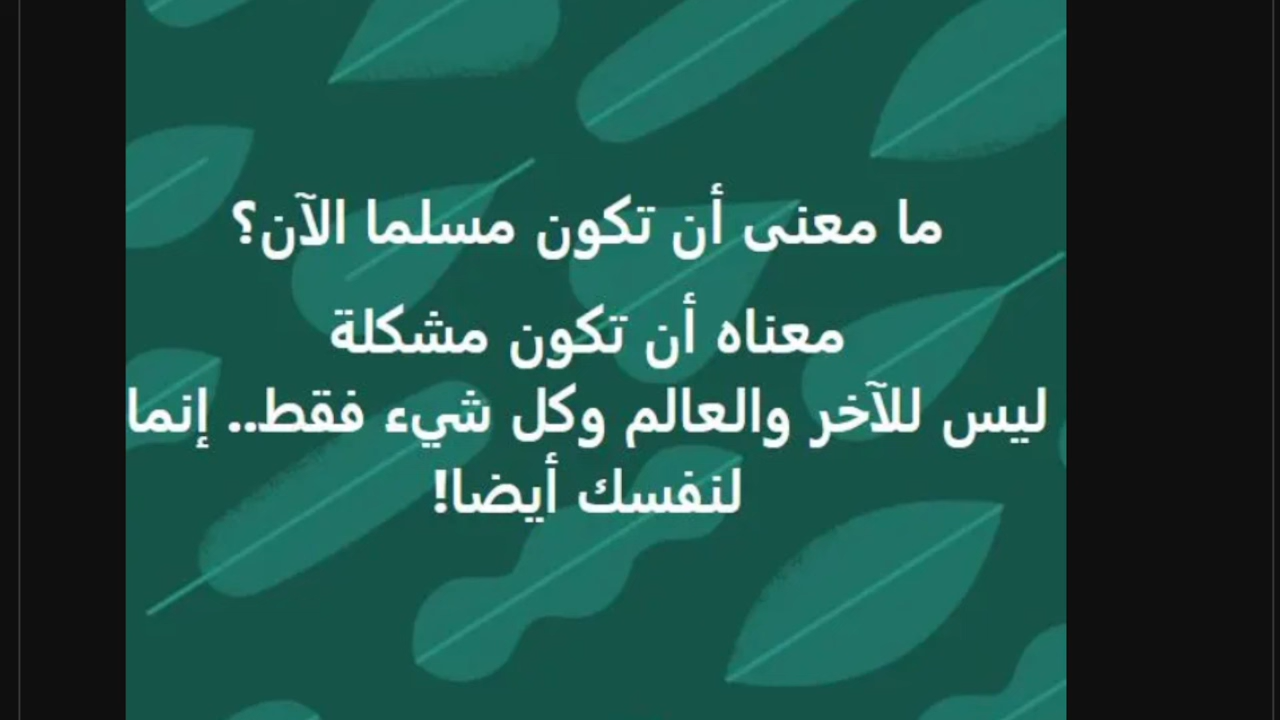 ما معنى أن تكون مسلما الآن؟
معناه أن تكون مشكلة
ليس للآخر والعالم وكل شيء فقط.. إنما
لنفسك أيضا!